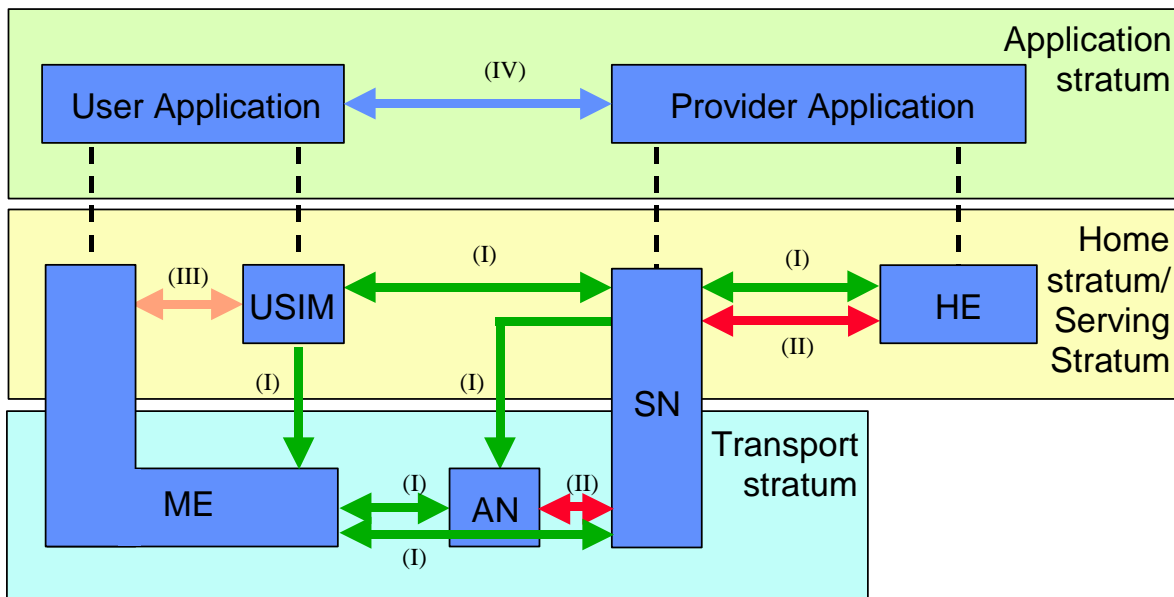 Application
stratum
(IV)
User Application
Provider Application
Home
stratum/
Serving
Stratum
(I)
(I)
(III)
USIM
HE
(II)
(I)
(I)
SN
Transport
stratum
ME
(I)
AN
(II)
(I)